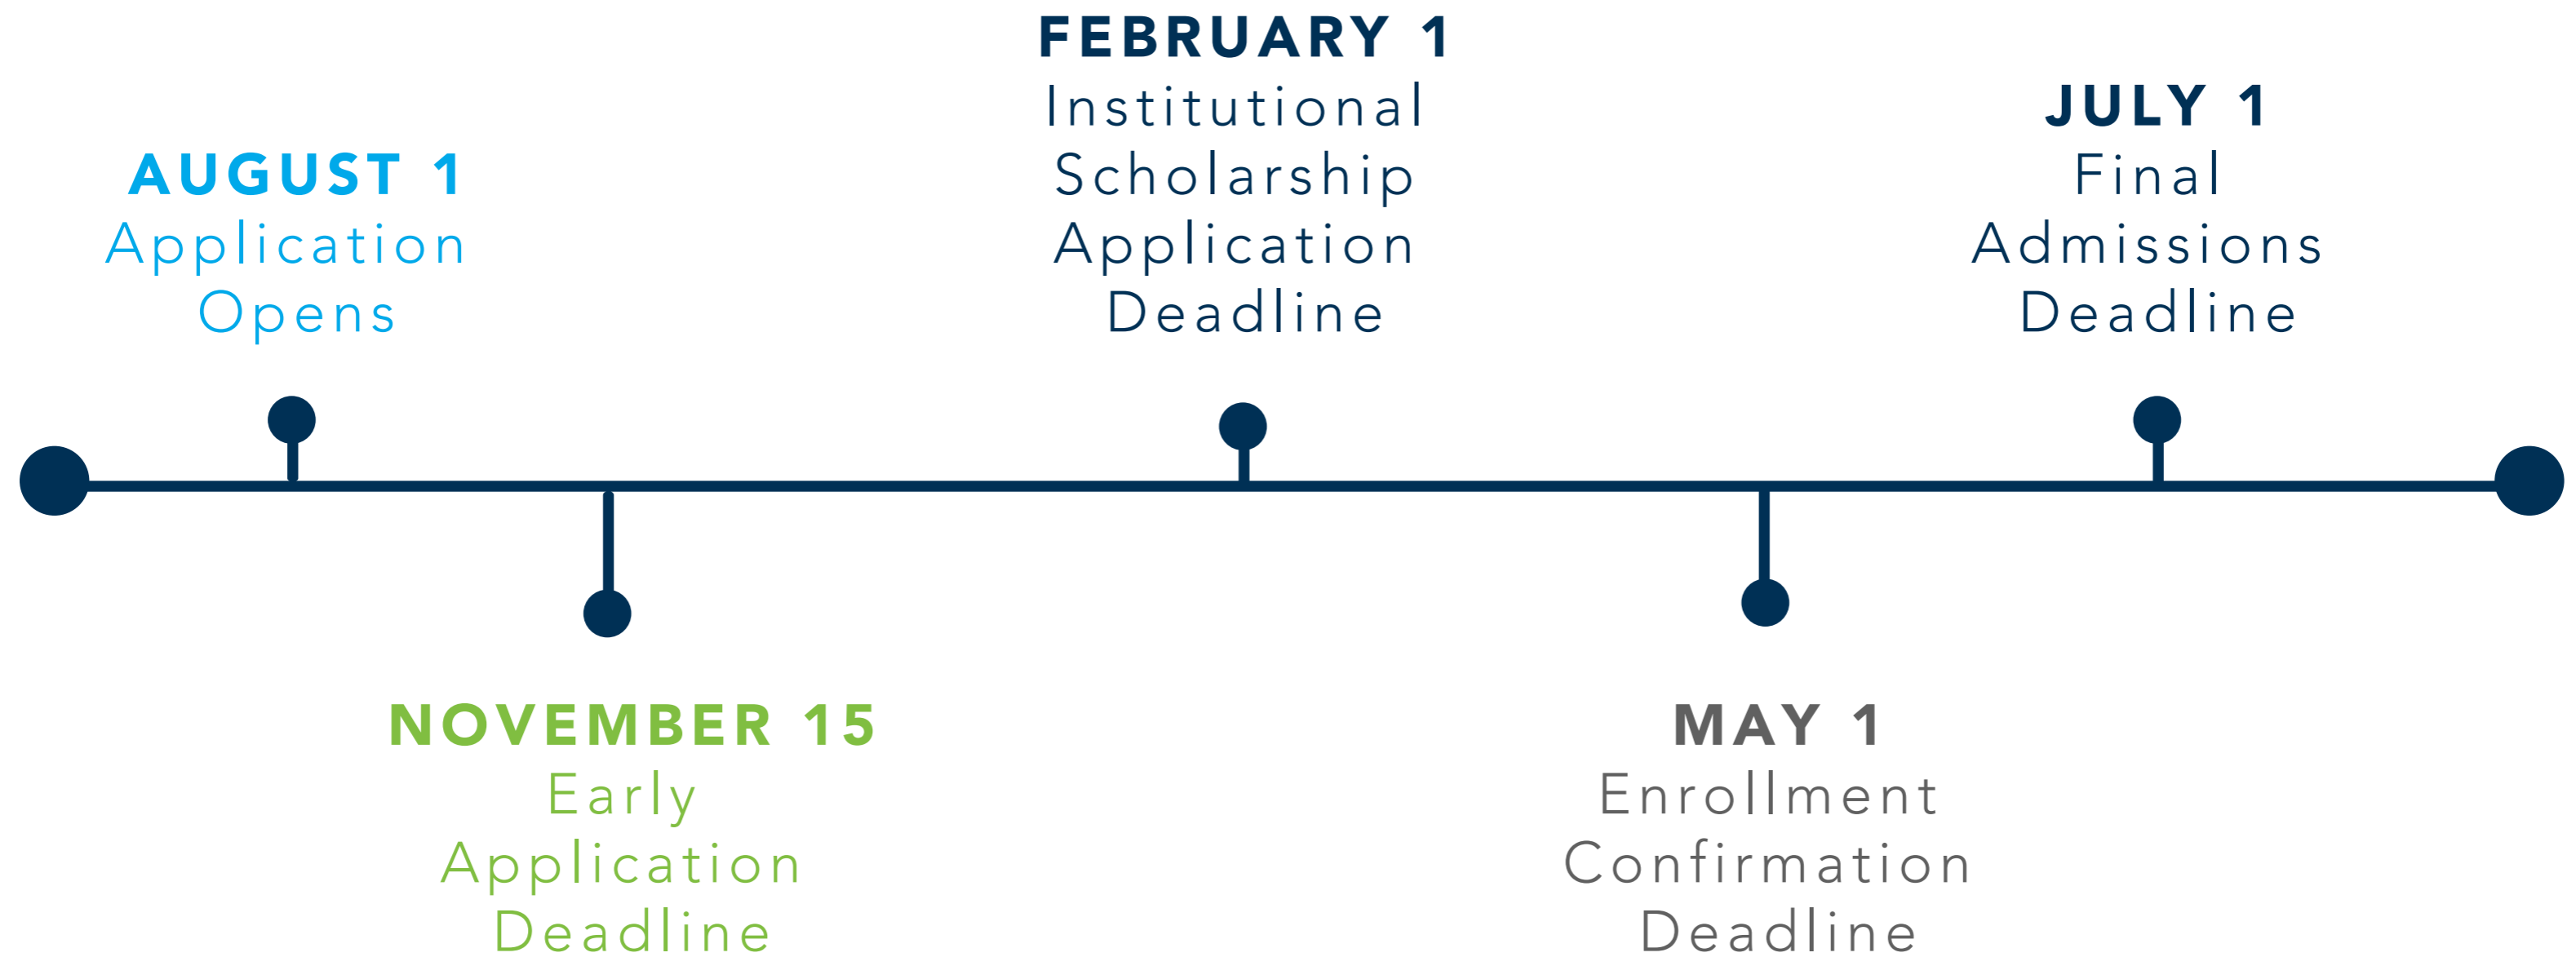 AUGUST 1
Application
Opens
NOVEMBER 15
Early
Application
Deadline
FEBRUARY 1
Institutional
Scholarship
Application
Deadline
MAY 1
Enrollment
Confirmation
Deadline
JULY 1
Final
Admissions
Deadline